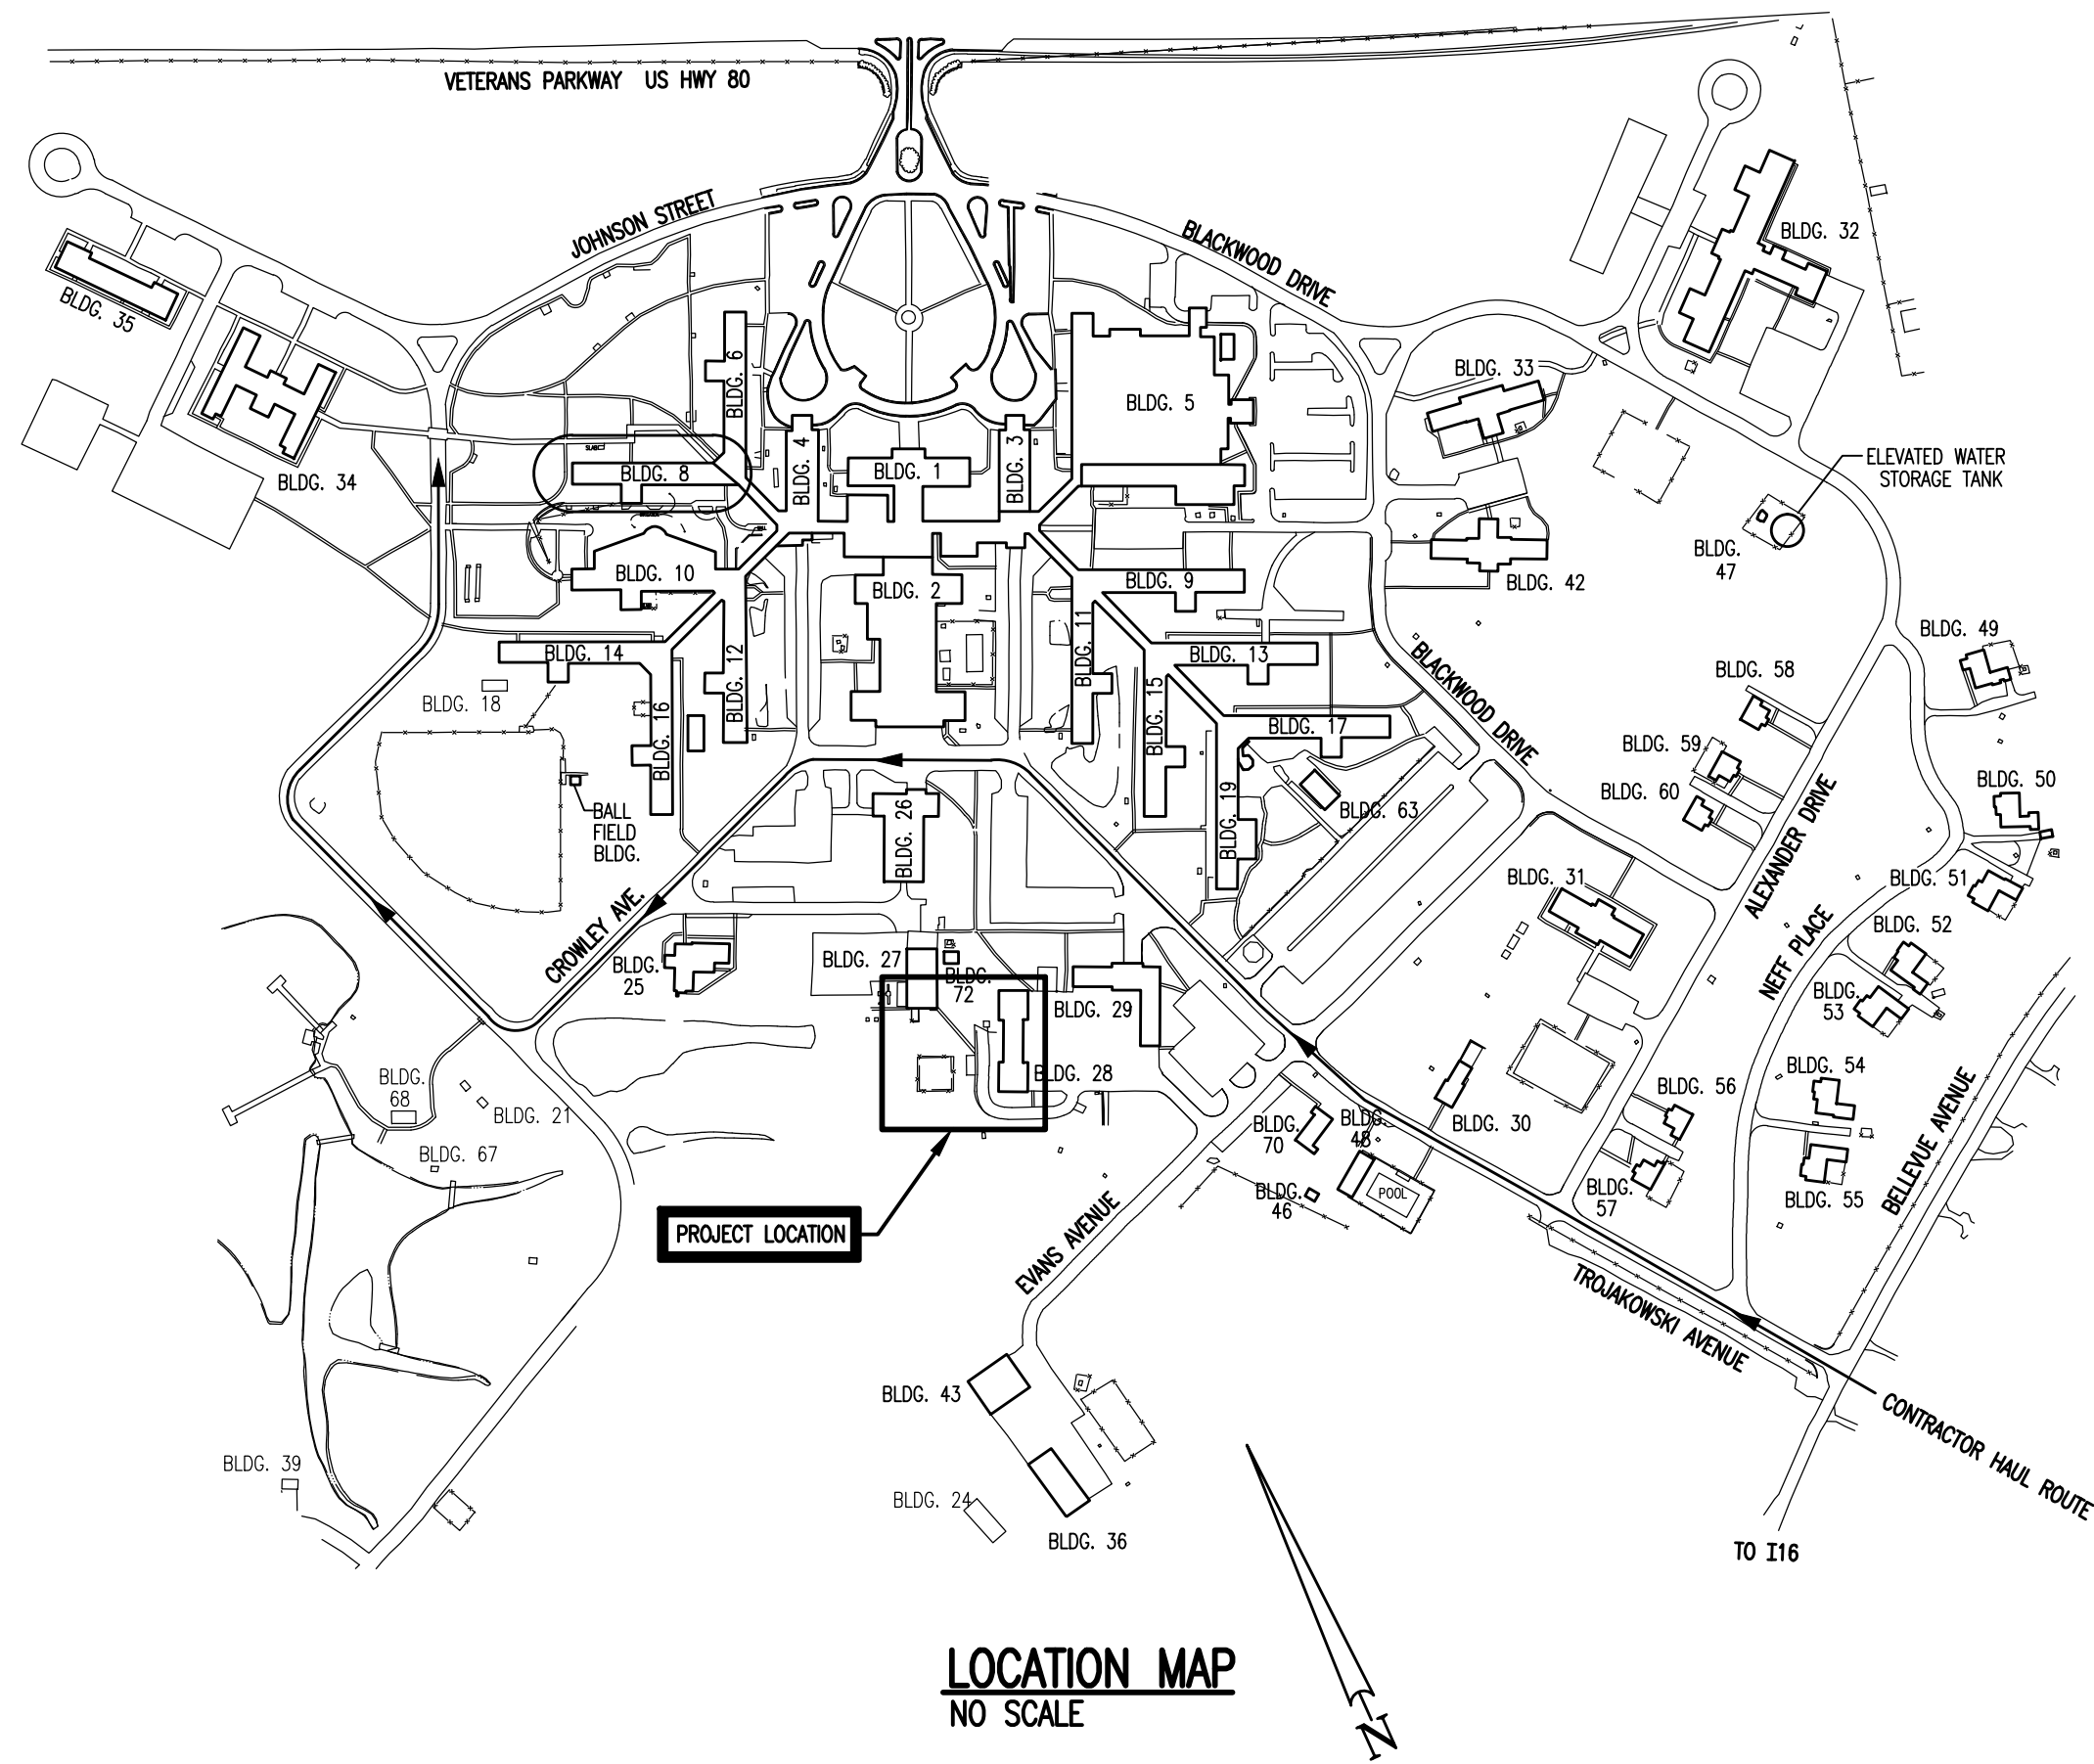 VETERANS PARKWAY US HWY 80
JOHNSON STREET
BLACKWOOD DRIVE
BLDG. 32
BLDG. 35
BLDG. 6
BLDG. 33
BLDG. 5
BLDG. 4
BLDG. 3
BLDG. 1
BLDG. 8
BLDG. 34
ELEVATED WATER
STORAGE TANK
BLDG.
47
BLDG. 10
BLDG. 2
BLDG. 9
BLDG. 42
BLDG. 14
BLDG. 12
BLDG. 11
BLDG. 13
BLDG. 49
BLDG. 58
BLDG. 18
BLDG. 16
BLDG. 15
BLDG. 17
BLACKWOOD DRIVE
BLDG. 59
BLDG. 60
BLDG. 50
BALL
FIELD
BLDG.
BLDG. 26
BLDG. 19
BLDG. 63
ALEXANDER DRIVE
BLDG. 31
BLDG. 51
BLDG. 52
CROWLEY AVE.
BLDG.
25
BLDG. 27
BLDG.
72
BLDG. 29
NEFF PLACE
BLDG.
53
BLDG. 28
BLDG. 54
BLDG.
68
BLDG. 21
BLDG. 67
BLDG.
70
BLDG.
48
BLDG. 30
BLDG. 56
BLDG.
46
POOL
BLDG.
57
BLDG. 55
BELLEVUE AVENUE
PROJECT LOCATION
EVANS AVENUE
TROJAKOWSKI AVENUE
BLDG. 43
CONTRACTOR HAUL ROUTE
BLDG. 39
BLDG. 24
BLDG. 36
TO I16
LOCATION MAP
NO SCALE
N